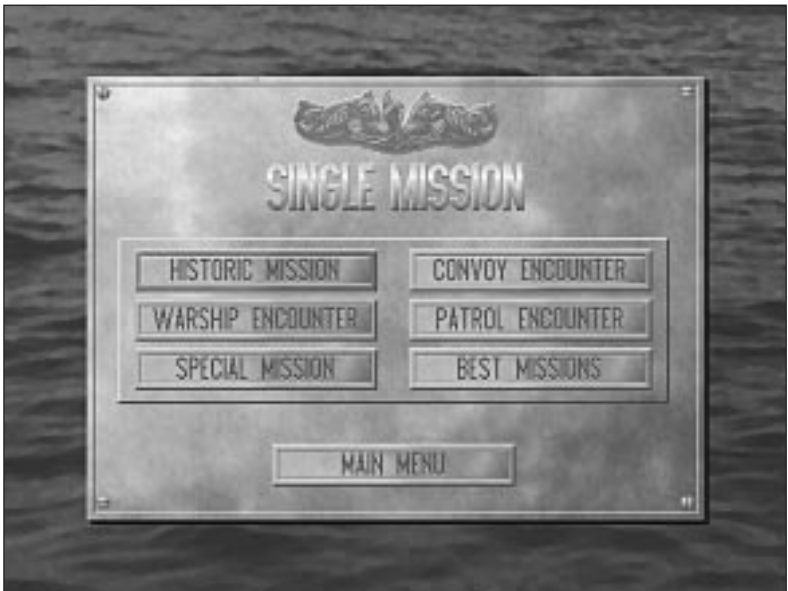 SINGLE MISSION
HISTORIC MISSION
CONVOY ENCOUNTER
WARSHIP ENCOUNTER
PATROL ENCOUNTER
SPECIAL MISSION
BEST MISSIONS
MAIN MENU